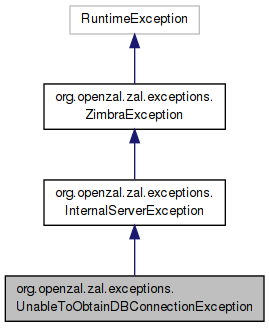 RuntimeException
org.openzal.zal.exceptions.
ZimbraException
org.openzal.zal.exceptions.
InternalServerException
org.openzal.zal.exceptions.
UnableToObtainDBConnectionException